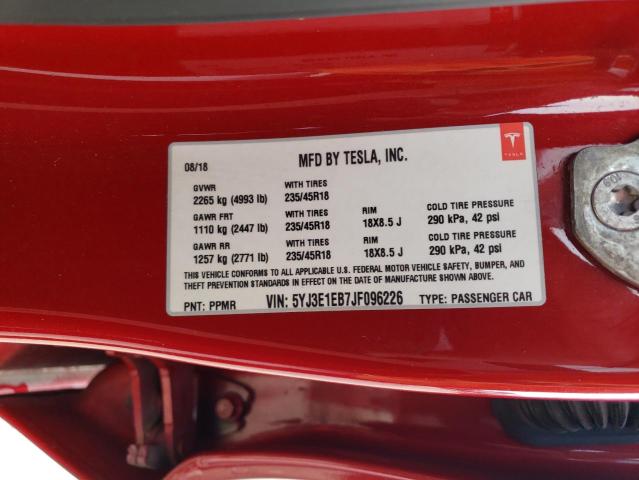 08/18 MFD BY TESLA, INC. TESLA
GVWR WITH TIRES
2265 kg (4993 lb) 235/45R18
GAWR FRT WITH TIRES RIM COLD TIRE PRESSURE
1110 kg (2447 lb) 235/45R18 18X8.5 J 290 kPa, 42 psi
GAWR RR WITH TIRES RIM COLD TIRE PRESSURE
1257 kg (2771 lb) 235/45R18 18X8.5 J 290 kPa, 42 psi
THIS VEHICLE CONFORMS TO ALL APPLICABLE U.S. FEDERAL MOTOR VEHICLE SAFETY, BUMPER, AND
THEFT PREVENTION STANDARDS IN EFFECT ON THE DATE OF MANUFACTURE SHOWN ABOVE.
PNT: PPMR VIN: 5YJ3E1EB7JF096226 TYPE: PASSENGER CAR